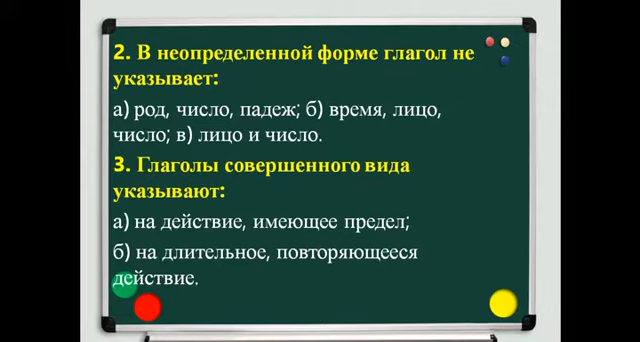 2. В неопределенной форме глагол не
указывает:
а) род, число, падеж; б) время, лицо,
число; в) лицо и число.
3. Глаголы совершенного вида
указывают:
а) на действие, имеющее предел;
б) на длительное, повторяющееся
действие.